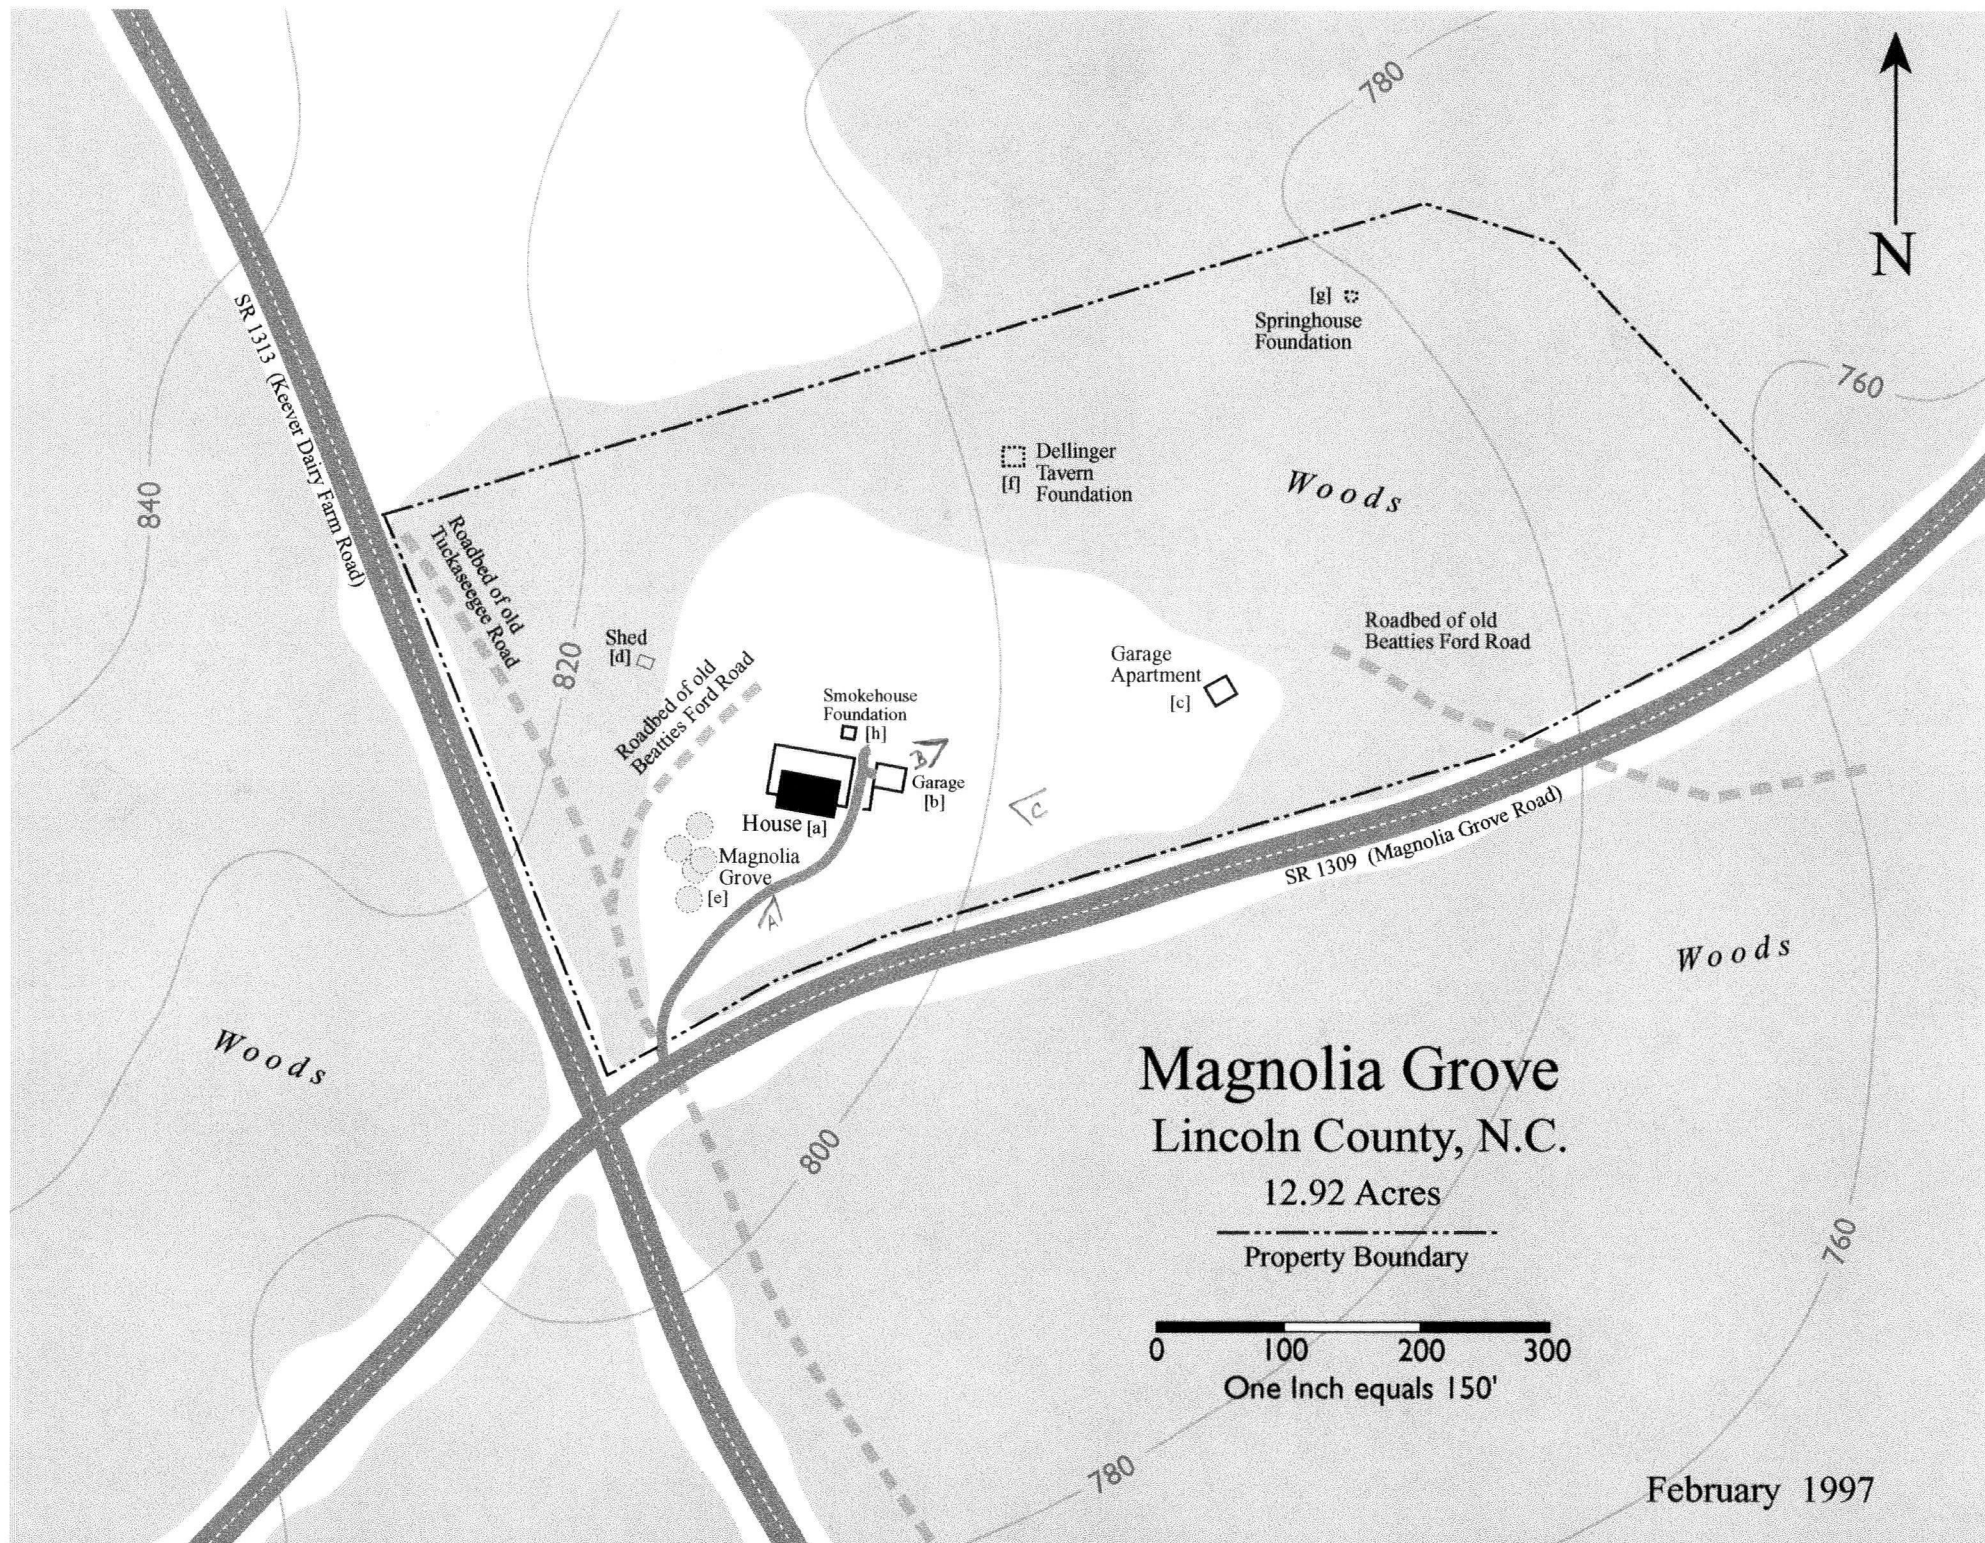 780
N
SR 1313 (Keever Dairy Farm Road)
[g]
Springhouse
Foundation
760
840
Dellinger
Tavern
[f] Foundation
Woods
Roadbed of old
Tuckaseegee Road
Shed
[d]
820
Roadbed of old
Beatties Ford Road
Roadbed of old
Beatties Ford Road
Garage
Apartment
[c]
Smokehouse
Foundation
[h]
B
Garage
[b]
C
House [a]
Magnolia
Grove
[e]
A
SR 1309 (Magnolia Grove Road)
Woods
Woods
Magnolia Grove
Lincoln County, N.C.
12.92 Acres
Property Boundary
800
760
0 100 200 300
One Inch equals 150'
780
February 1997